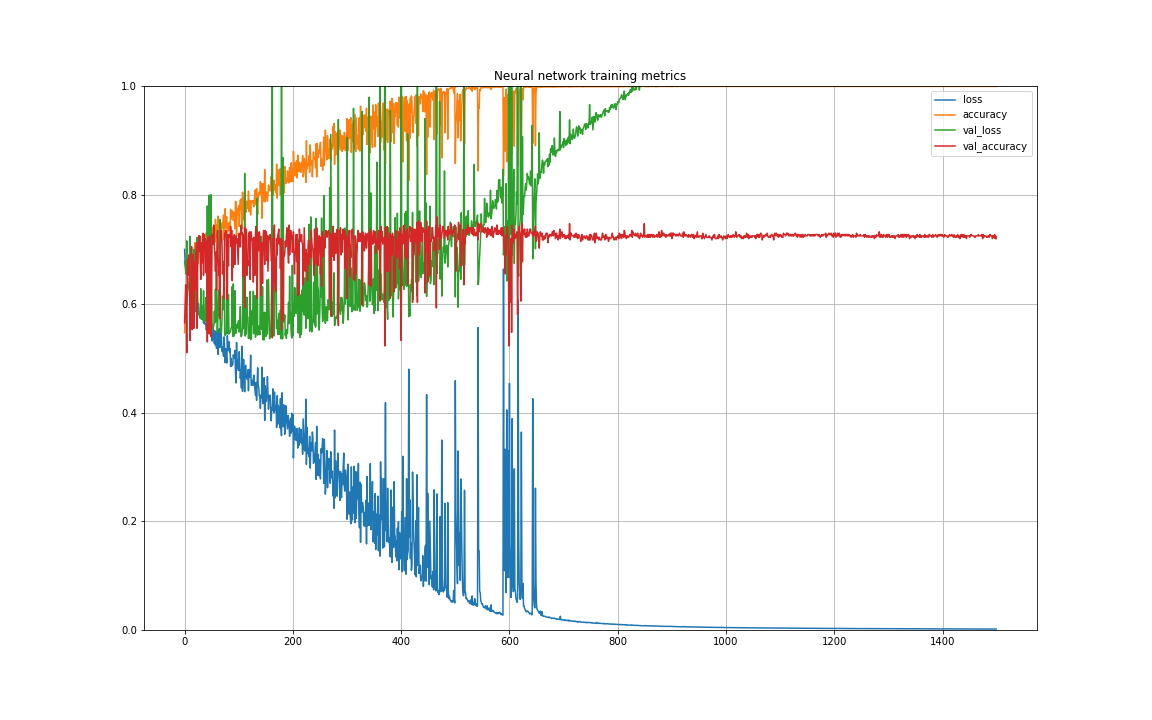 Neural network training metrics
1.0
loss
accuracy
val_loss
val_accuracy
0.8
0.6
0.4
0.2
0.0
0 200 400 600 800 1000 1200 1400